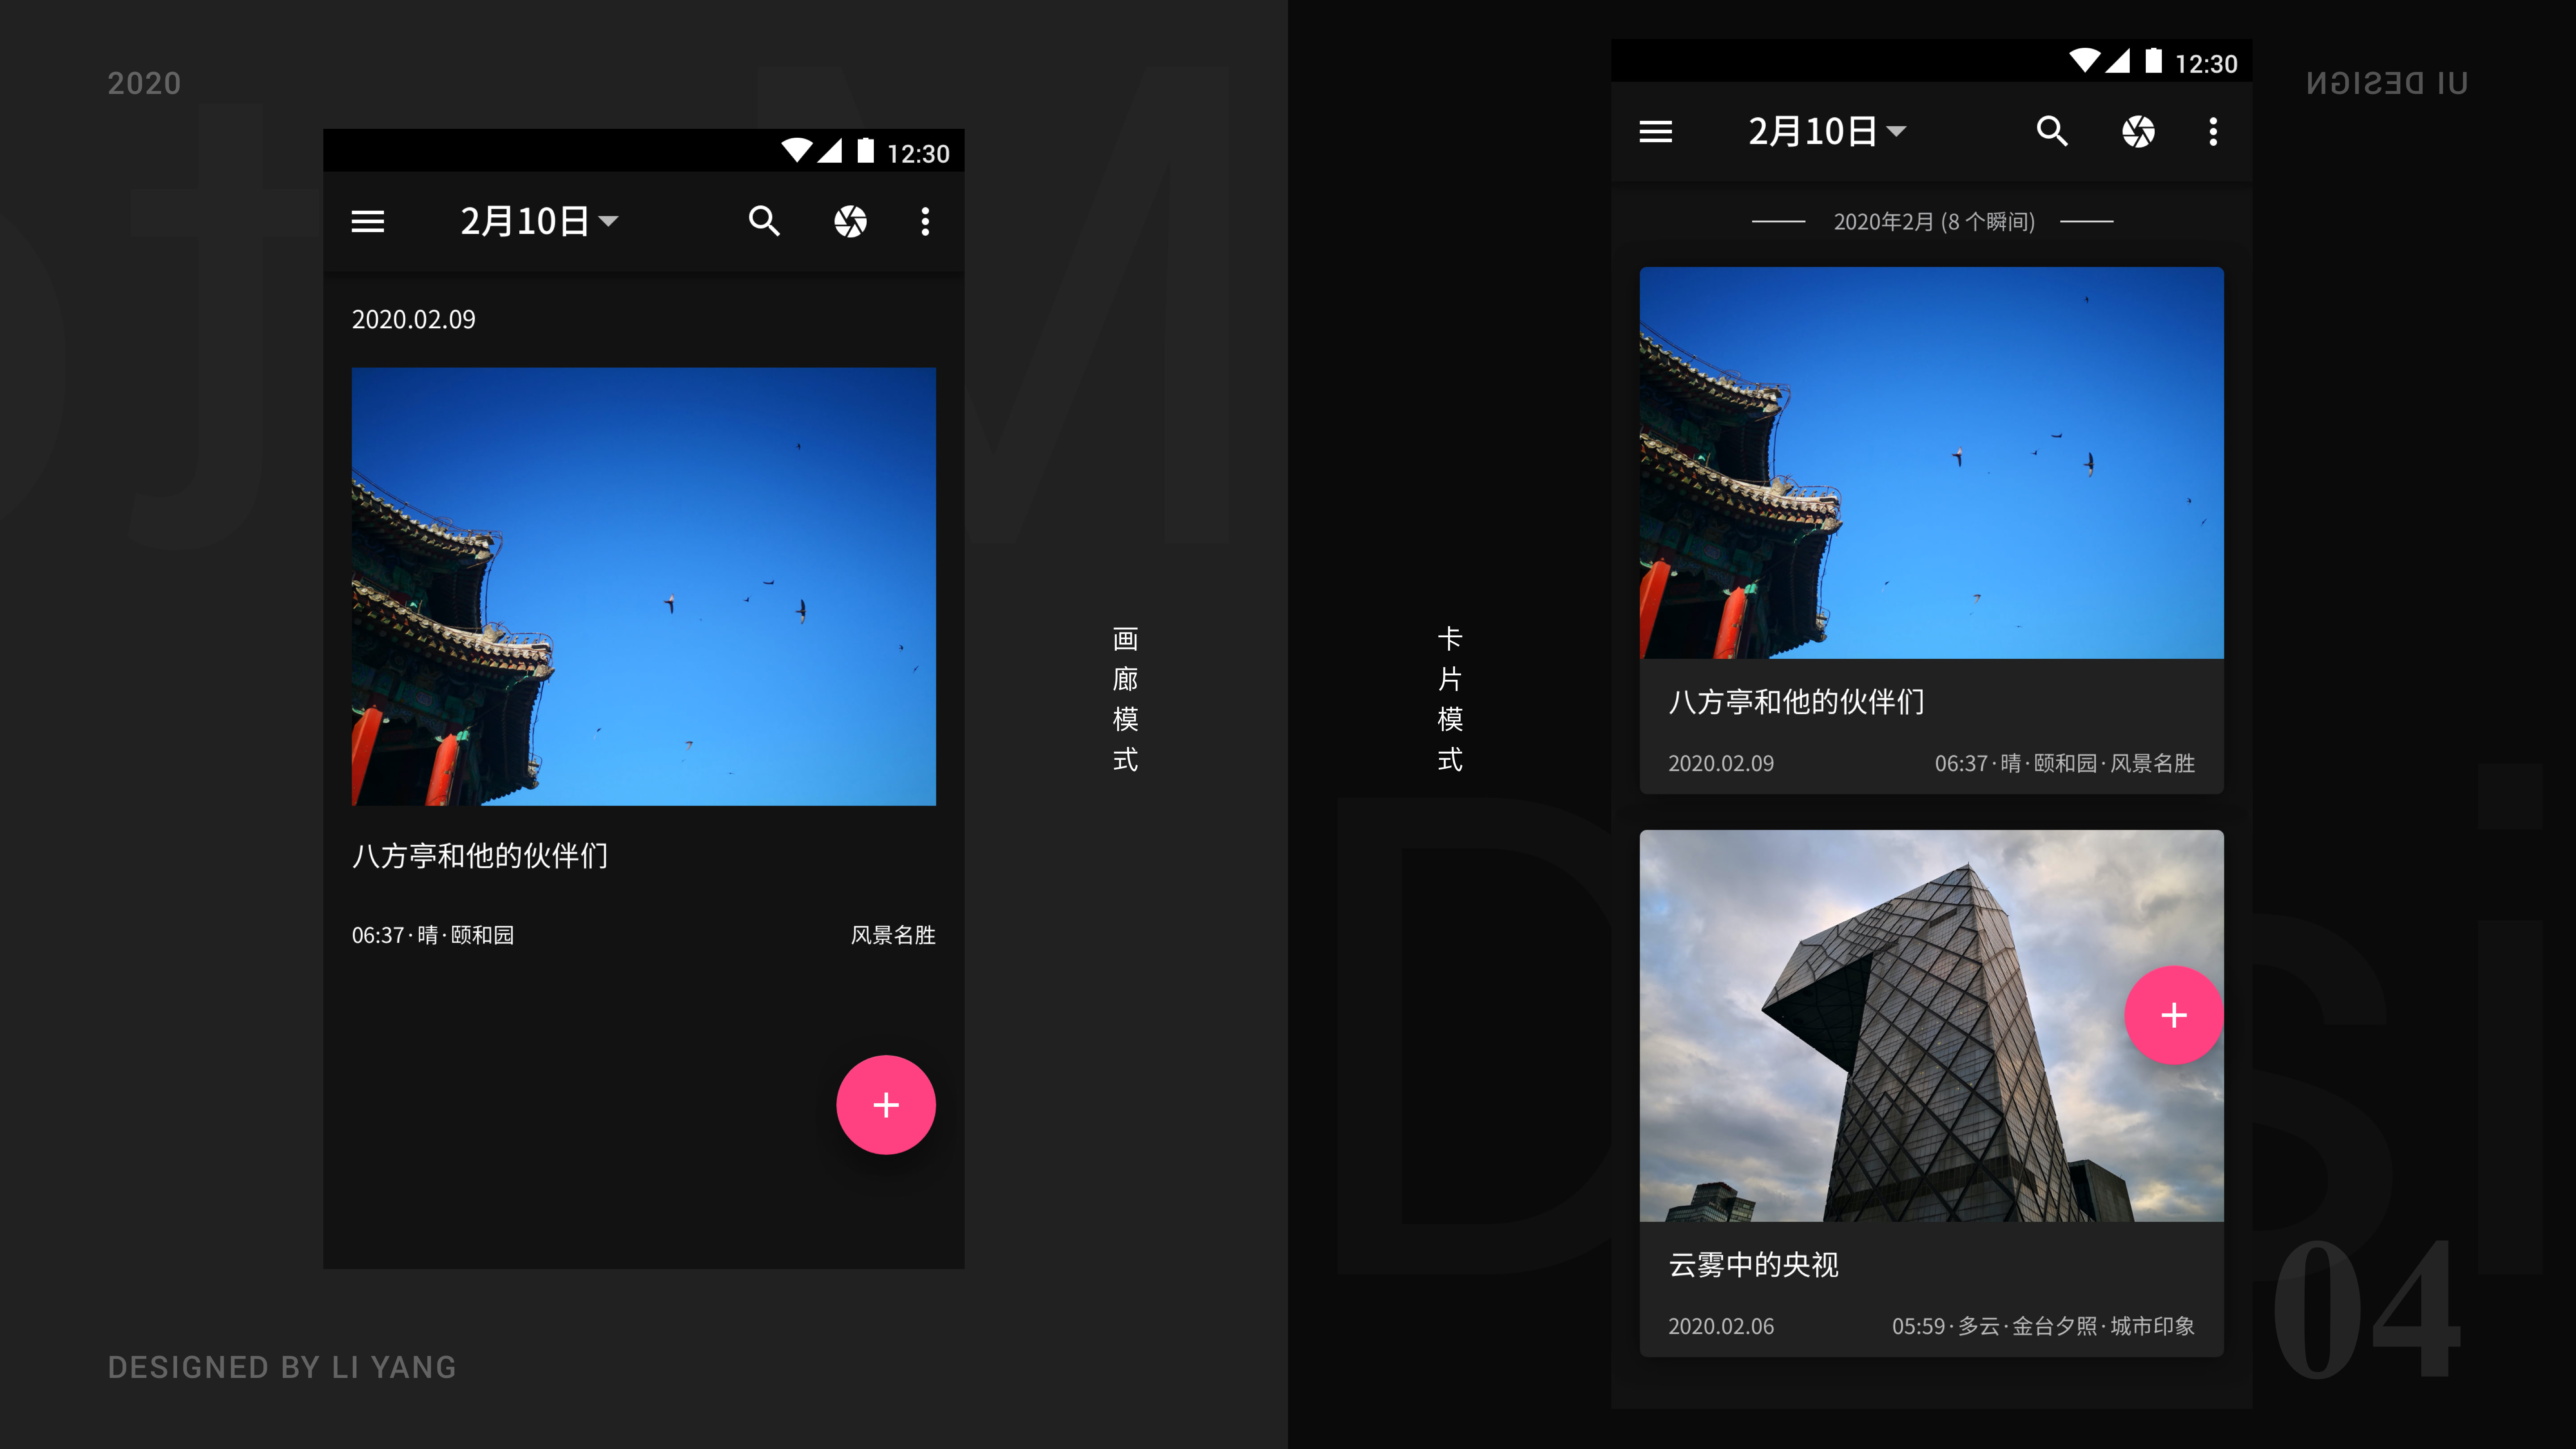 2020
12:30
2月10日
2020.02.09
八方亭和他的伙伴们
06:37·晴·颐和园
风景名胜
画廊模式
DESIGNED BY LI YANG
卡片模式
UI DESIGN
12:30
2月10日
2020年2月 (8 个瞬间)
八方亭和他的伙伴们
2020.02.09
06:37·晴·颐和园·风景名胜
云雾中的央视
2020.02.06
05:59·多云·金台夕照·城市印象
04
M
D
si